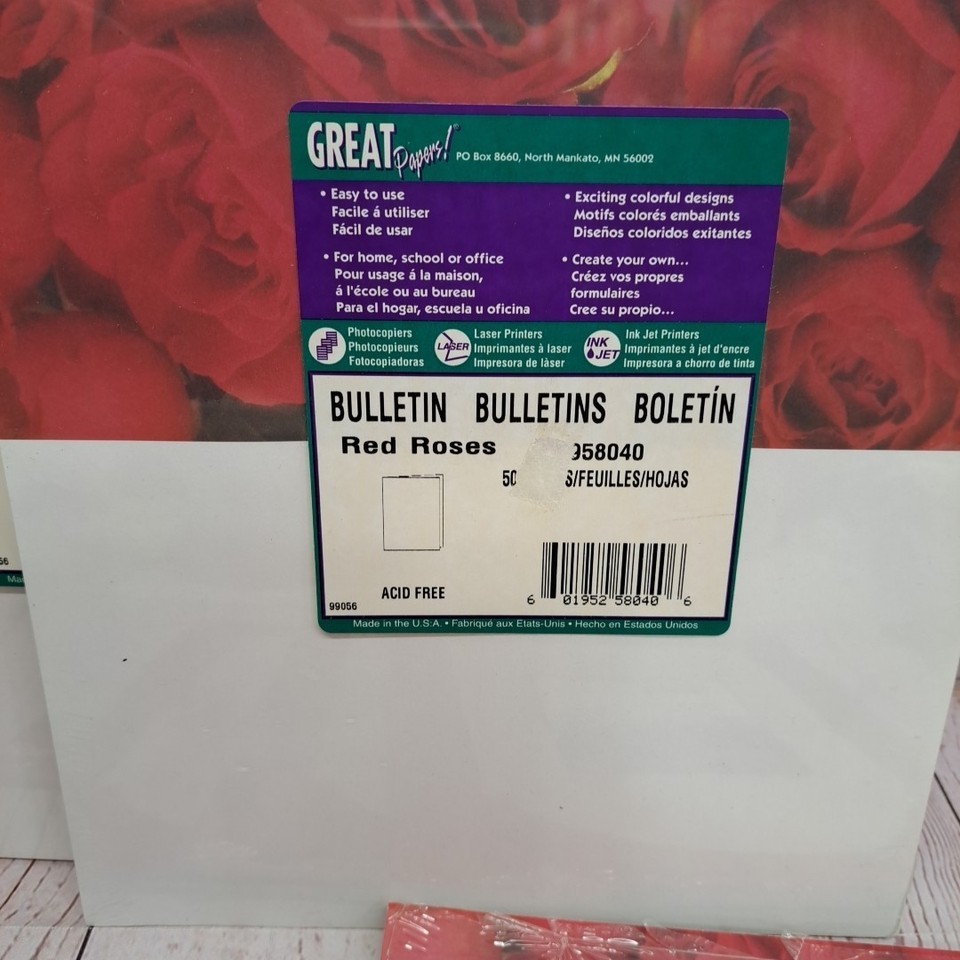 GREAT Papers! PO Box 8660, North Mankato, MN 56002
• Easy to use
Facile á utiliser
Fácil de usar
• For home, school or office
Pour usage á la maison,
á l'école ou au bureau
Para el hogar, escuela u oficina
• Exciting colorful designs
Motifs colorés emballants
Diseños coloridos exitantes
• Create your own...
Créez vos propres
formulaires
Cree su propio...
Photocopiers
Photocopieurs
Fotocopiadoras
LASER
Laser Printers
Imprimantes à laser
Impresora de làser
INK JET
Ink Jet Printers
Imprimantes à jet d'encre
Impresora a chorro de tinta
BULLETIN BULLETINS BOLETÍN
Red Roses 958040
50 S/FEUILLES/HOJAS
ACID FREE
99056
6 01952 58040 6
Made in the U.S.A. • Fabriqué aux Etats-Unis • Hecho en Estados Unidos
56
Ma